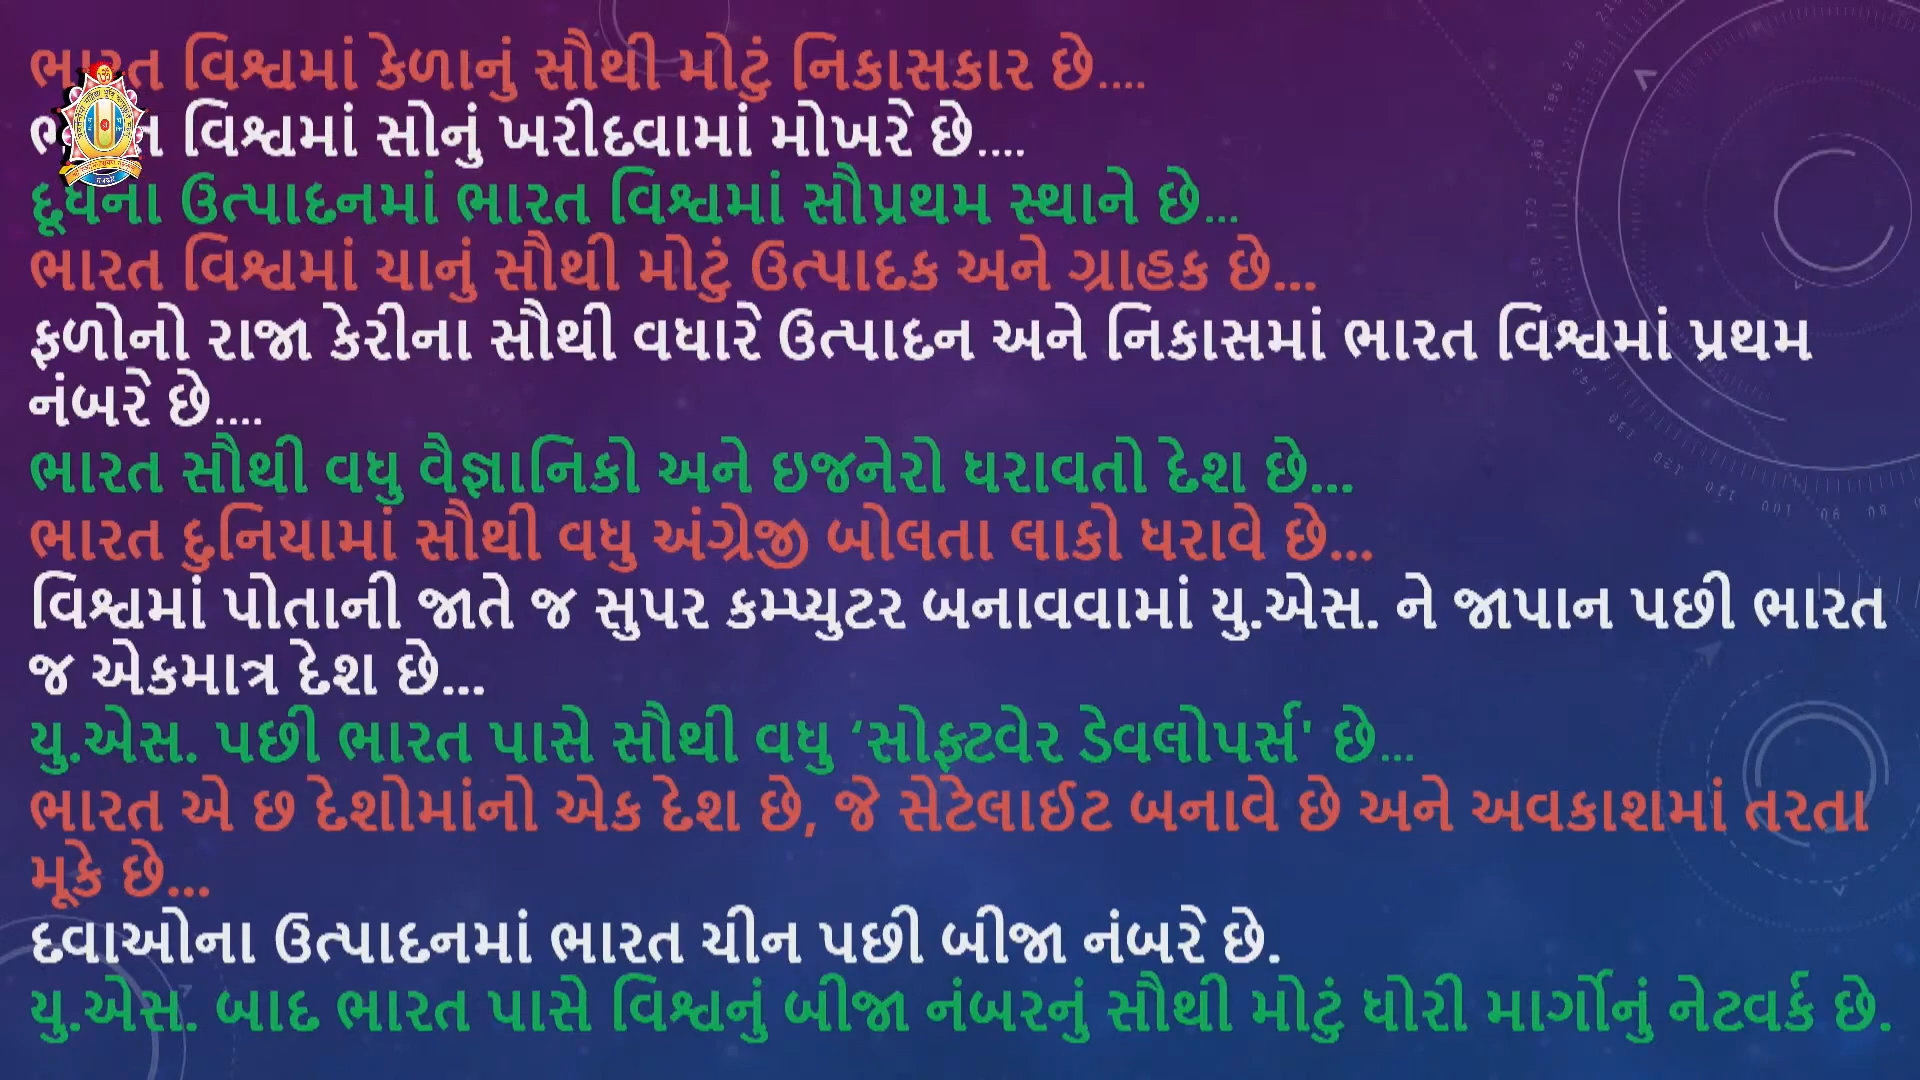 ભારત વિશ્વમાં કેળાનું સૌથી મોટું નિકાસકાર છે....
ભારત વિશ્વમાં સોનું ખરીદવામાં મોખરે છે....
દૂધના ઉત્પાદનમાં ભારત વિશ્વમાં સૌપ્રથમ સ્થાને છે...
ભારત વિશ્વમાં ચાનું સૌથી મોટું ઉત્પાદક અને ગ્રાહક છે...
ફળોનો રાજા કેરીના સૌથી વધારે ઉત્પાદન અને નિકાસમાં ભારત વિશ્વમાં પ્રથમ
નંબરે છે....
ભારત સૌથી વધુ વૈજ્ઞાનિકો અને ઇજનેરો ધરાવતો દેશ છે...
ભારત દુનિયામાં સૌથી વધુ અંગ્રેજી બોલતા લાકો ધરાવે છે...
વિશ્વમાં પોતાની જાતે જ સુપર કમ્પ્યુટર બનાવવામાં યુ.એસ. ને જાપાન પછી ભારત
જ એકમાત્ર દેશ છે...
યુ.એસ. પછી ભારત પાસે સૌથી વધુ ‘સોફ્ટવેર ડેવલોપર્સ' છે...
ભારત એ છ દેશોમાંનો એક દેશ છે, જે સેટેલાઈટ બનાવે છે અને અવકાશમાં તરતા
મૂકે છે...
દવાઓના ઉત્પાદનમાં ભારત ચીન પછી બીજા નંબરે છે.
યુ.એસ. બાદ ભારત પાસે વિશ્વનું બીજા નંબરનું સૌથી મોટું ધોરી માર્ગોનું નેટવર્ક છે.